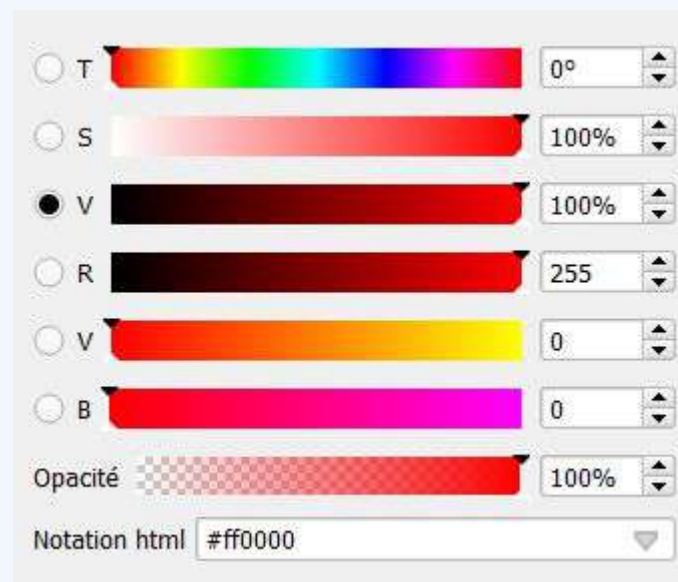 T 0°
S 100%
V 100%
R 255
V 0
B 0
Opacité 100%
Notation html #ff0000